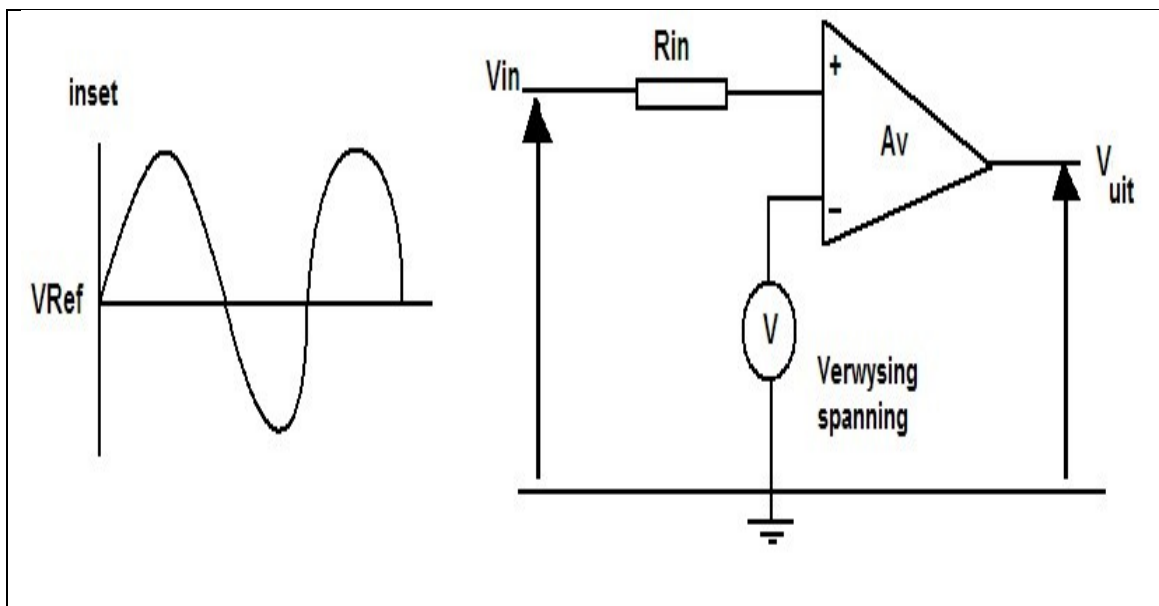 inset
VRef
Vin
Rin
+
Av
-
V
uit
V
Verwysing
spanning